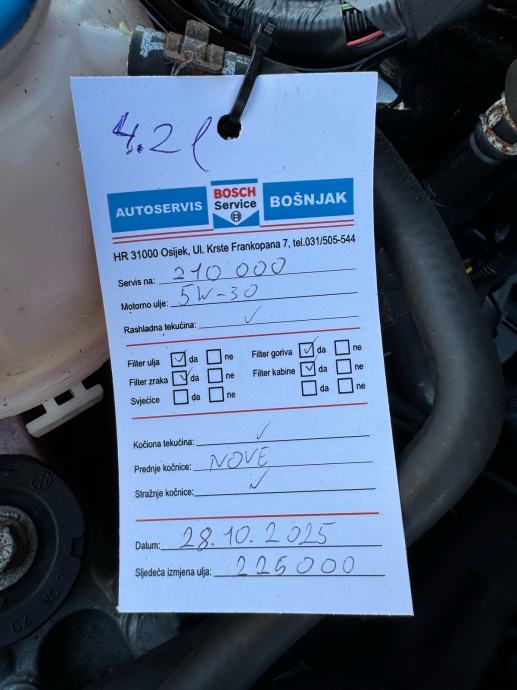 4.2 l
AUTOSERVIS BOSCH Service BOŠNJAK
HR 31000 Osijek, Ul. Krste Frankopana 7, tel.031/505-544
Servis na: 210 000
Motorno ulje: 5W-30
Rashladna tekućina: ✓
Filter ulja ☑ da ☐ ne Filter goriva ☑ da ☐ ne
Filter zraka ☑ da ☐ ne Filter kabine ☑ da ☐ ne
Svjećice ☐ da ☐ ne ☐ da ☐ ne
Kočiona tekućina: ✓
Prednje kočnice: NOVE
Stražnje kočnice: ✓
Datum: 28.10.2025
Sljedeća izmjena ulja: 225000